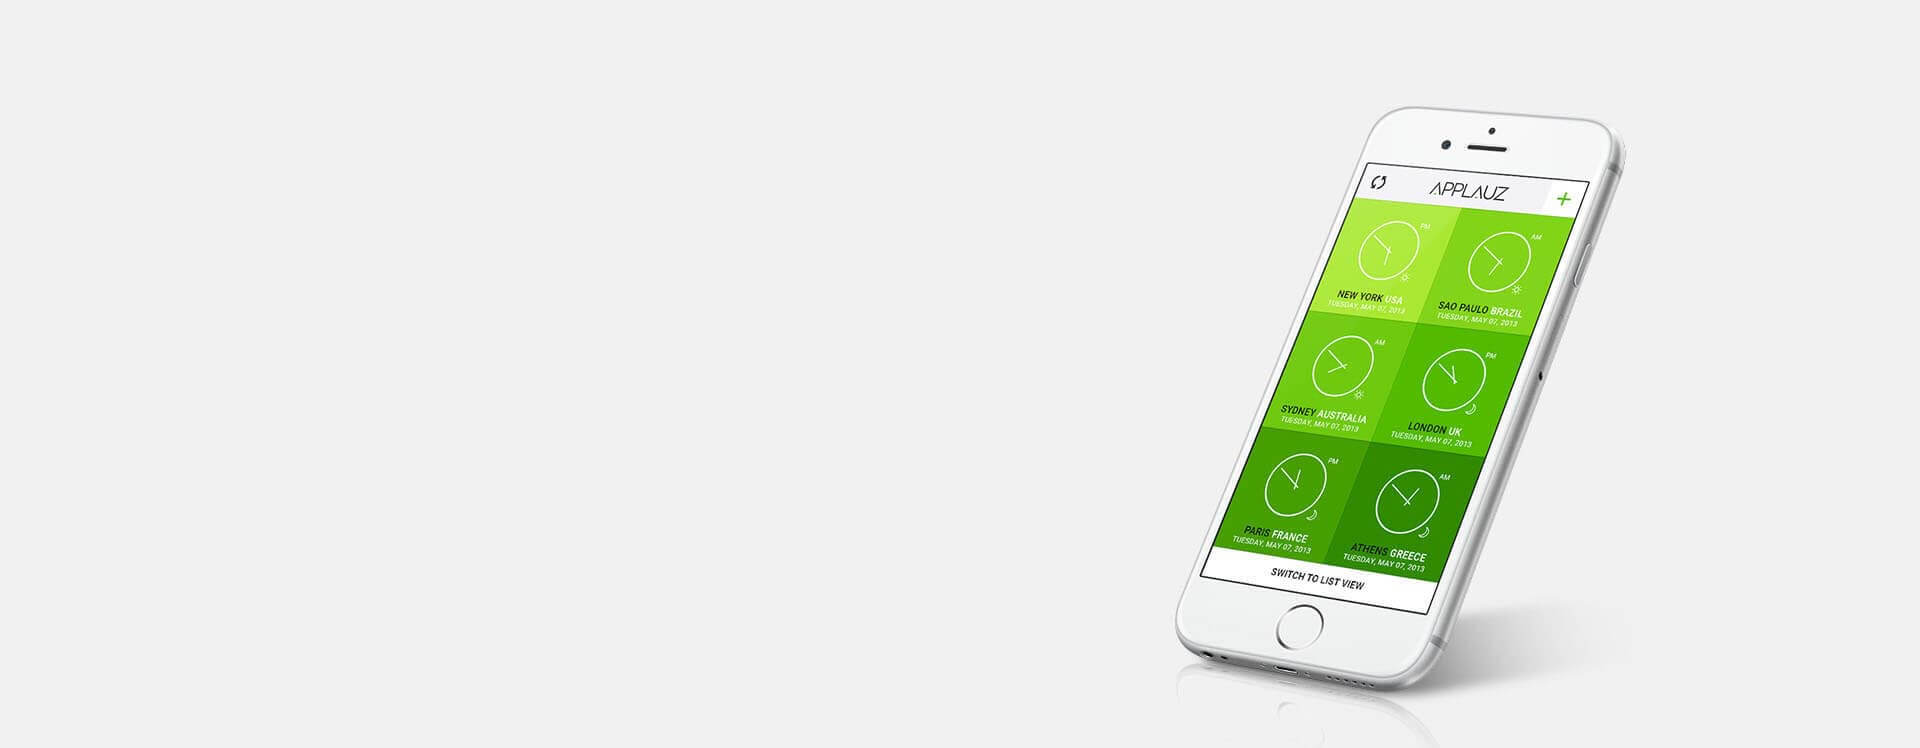 APPLAUZ
PM
NEW YORK USA
TUESDAY, MAY 07, 2013
AM
SAO PAULO BRAZIL
TUESDAY, MAY 07, 2013
AM
SYDNEY AUSTRALIA
TUESDAY, MAY 07, 2013
PM
LONDON UK
TUESDAY, MAY 07, 2013
PM
PARIS FRANCE
TUESDAY, MAY 07, 2013
AM
ATHENS GREECE
TUESDAY, MAY 07, 2013
SWITCH TO LIST VIEW